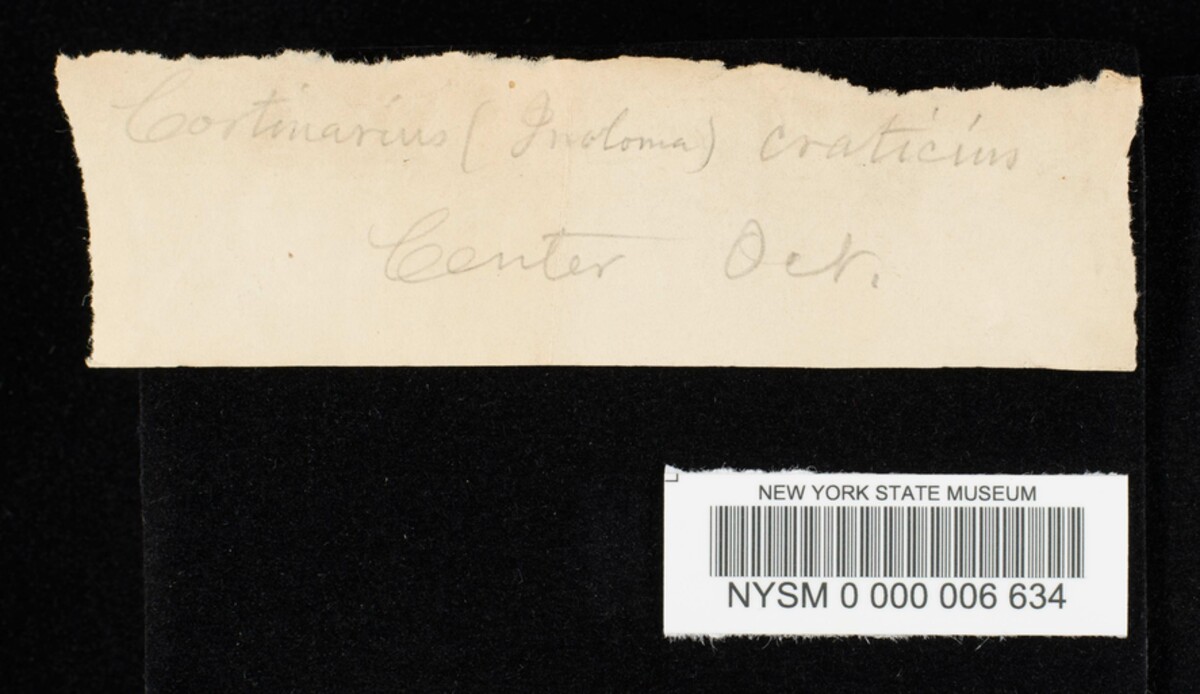 Cortinarius (Inoloma) craticius
Center Oct.
NEW YORK STATE MUSEUM
NYSM 0 000 006 634